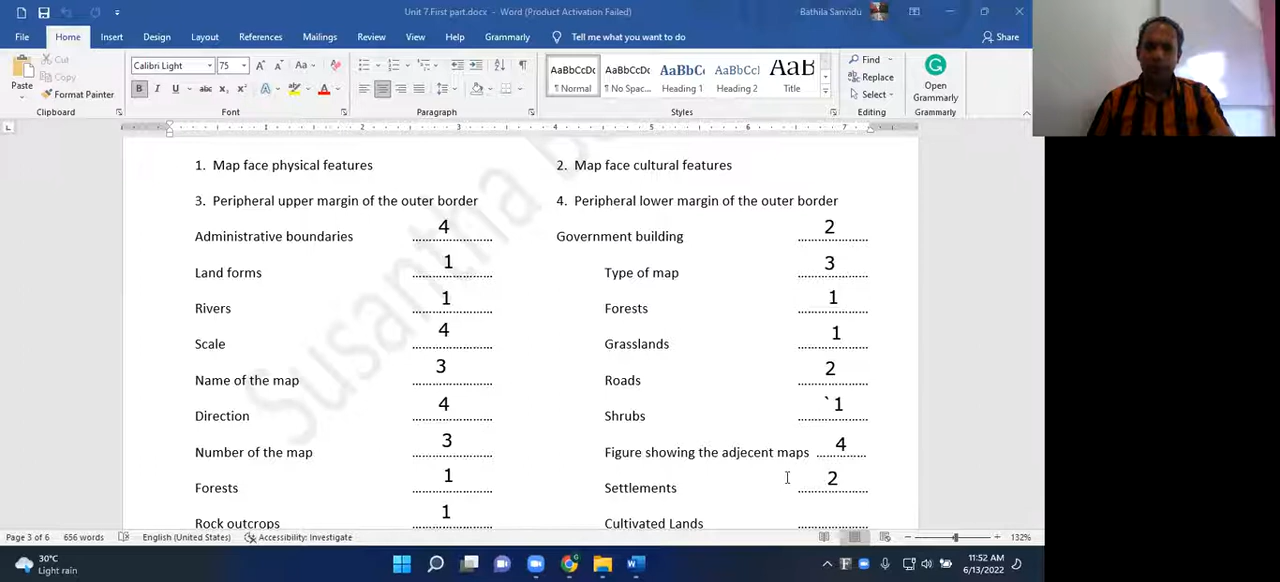 Unit 7.First part.docx - Word (Product Activation Failed) Bathila Sanvidu
File Home Insert Design Layout References Mailings Review View Help Grammarly Tell me what you want to do Share
Paste Cut Copy Format Painter Clipboard
Calibri Light 75 Font
Paragraph
AaBbCcDc AaBbCcDc AaBbCc AaBbCcI AaB
¶ Normal ¶ No Spac... Heading 1 Heading 2 Title
Styles
Find Replace Select Editing
Open Grammarly Grammarly
1. Map face physical features 2. Map face cultural features
3. Peripheral upper margin of the outer border 4. Peripheral lower margin of the outer border
Administrative boundaries 4 Government building 2
Land forms 1 Type of map 3
Rivers 1 Forests 1
Scale 4 Grasslands 1
Name of the map 3 Roads 2
Direction 4 Shrubs `1
Number of the map 3 Figure showing the adjecent maps 4
Forests 1 Settlements 2
Rock outcrops 1 Cultivated Lands
Susantha
Page 3 of 6 656 words English (United States) Accessibility: Investigate 132%
30°C
Light rain
11:52 AM
6/13/2022